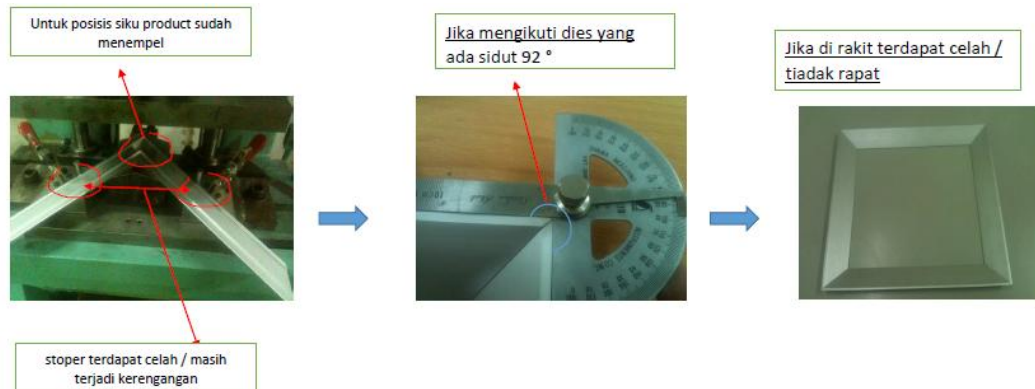 Untuk posisis siku product sudah
menempel
Jika mengikuti dies yang
ada sidut 92 °
Jika di rakit terdapat celah /
tiadak rapat
stoper terdapat celah / masih
terjadi kerengangan